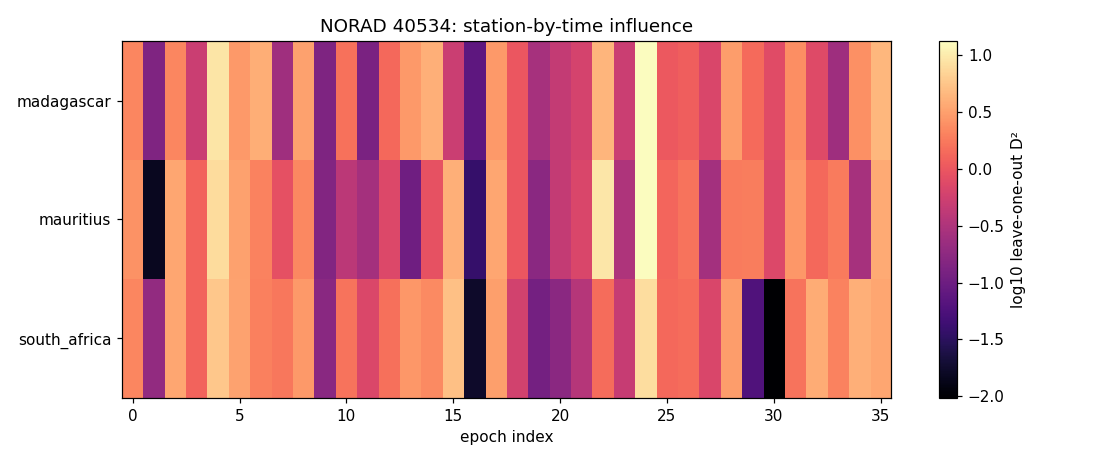 NORAD 40534: station-by-time influence
madagascar
mauritius
south_africa
0 5 10 15 20 25 30 35
epoch index
1.0
0.5
0.0
−0.5
−1.0
−1.5
−2.0
log10 leave-one-out D²